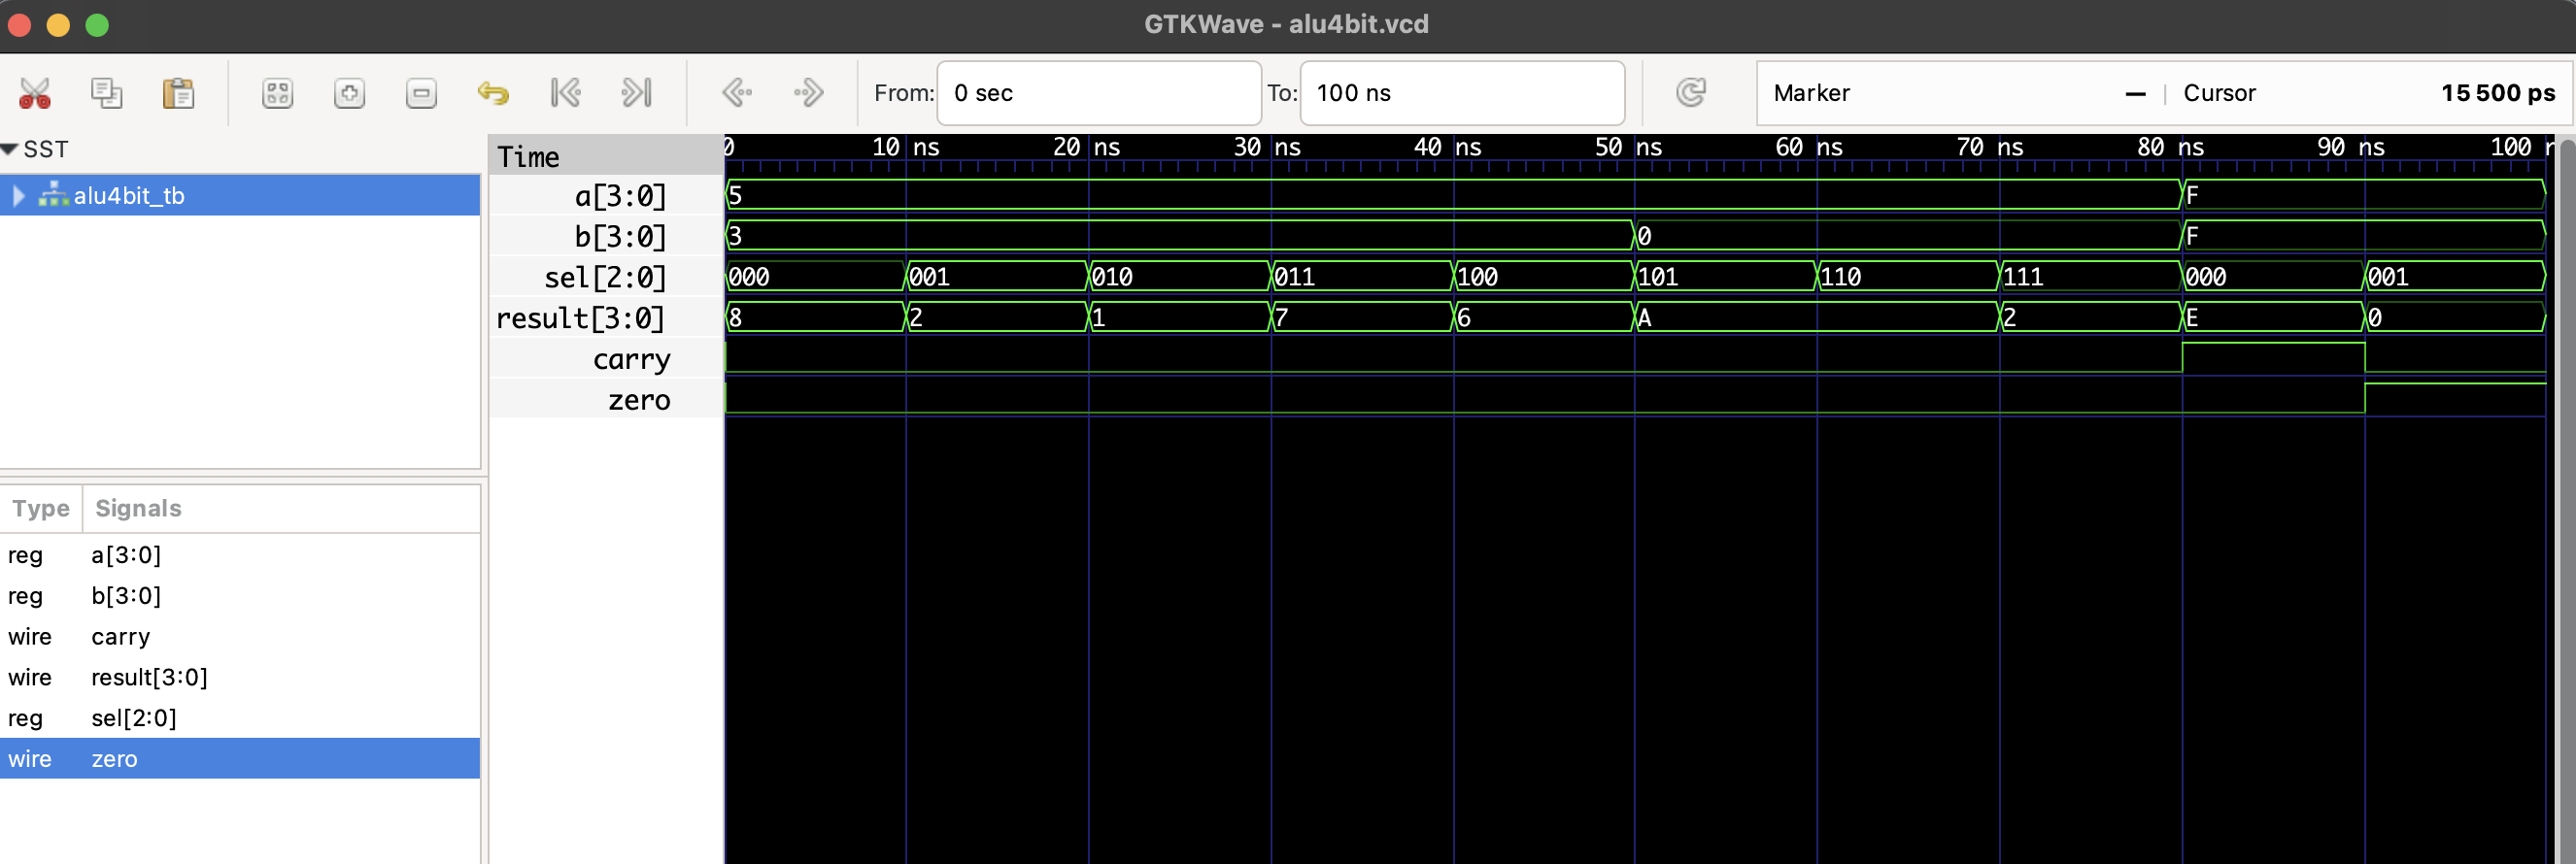 GTKWave - alu4bit.vcd
From: 0 sec To: 100 ns Marker — | Cursor 15 500 ps
SST
alu4bit_tb
Type Signals
reg a[3:0]
reg b[3:0]
wire carry
wire result[3:0]
reg sel[2:0]
wire zero
Time 0 10 ns 20 ns 30 ns 40 ns 50 ns 60 ns 70 ns 80 ns 90 ns 100
a[3:0] 5 F
b[3:0] 3 0 F
sel[2:0] 000 001 010 011 100 101 110 111 000 001
result[3:0] 8 2 1 7 6 A 2 E 0
carry
zero